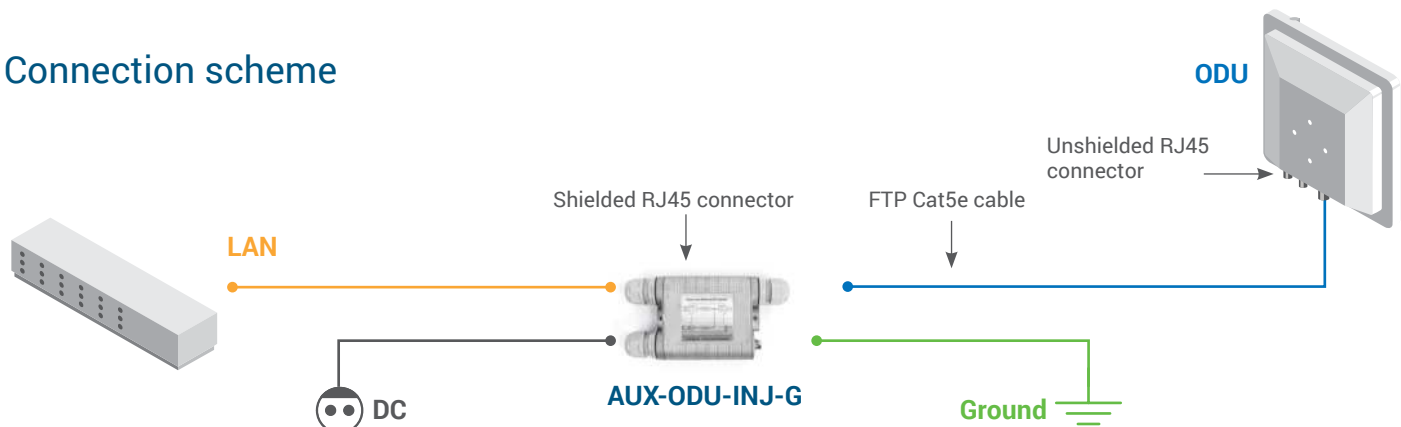 Connection scheme
ODU
Unshielded RJ45
connector
Shielded RJ45 connector
FTP Cat5e cable
LAN
DC
AUX-ODU-INJ-G
Ground